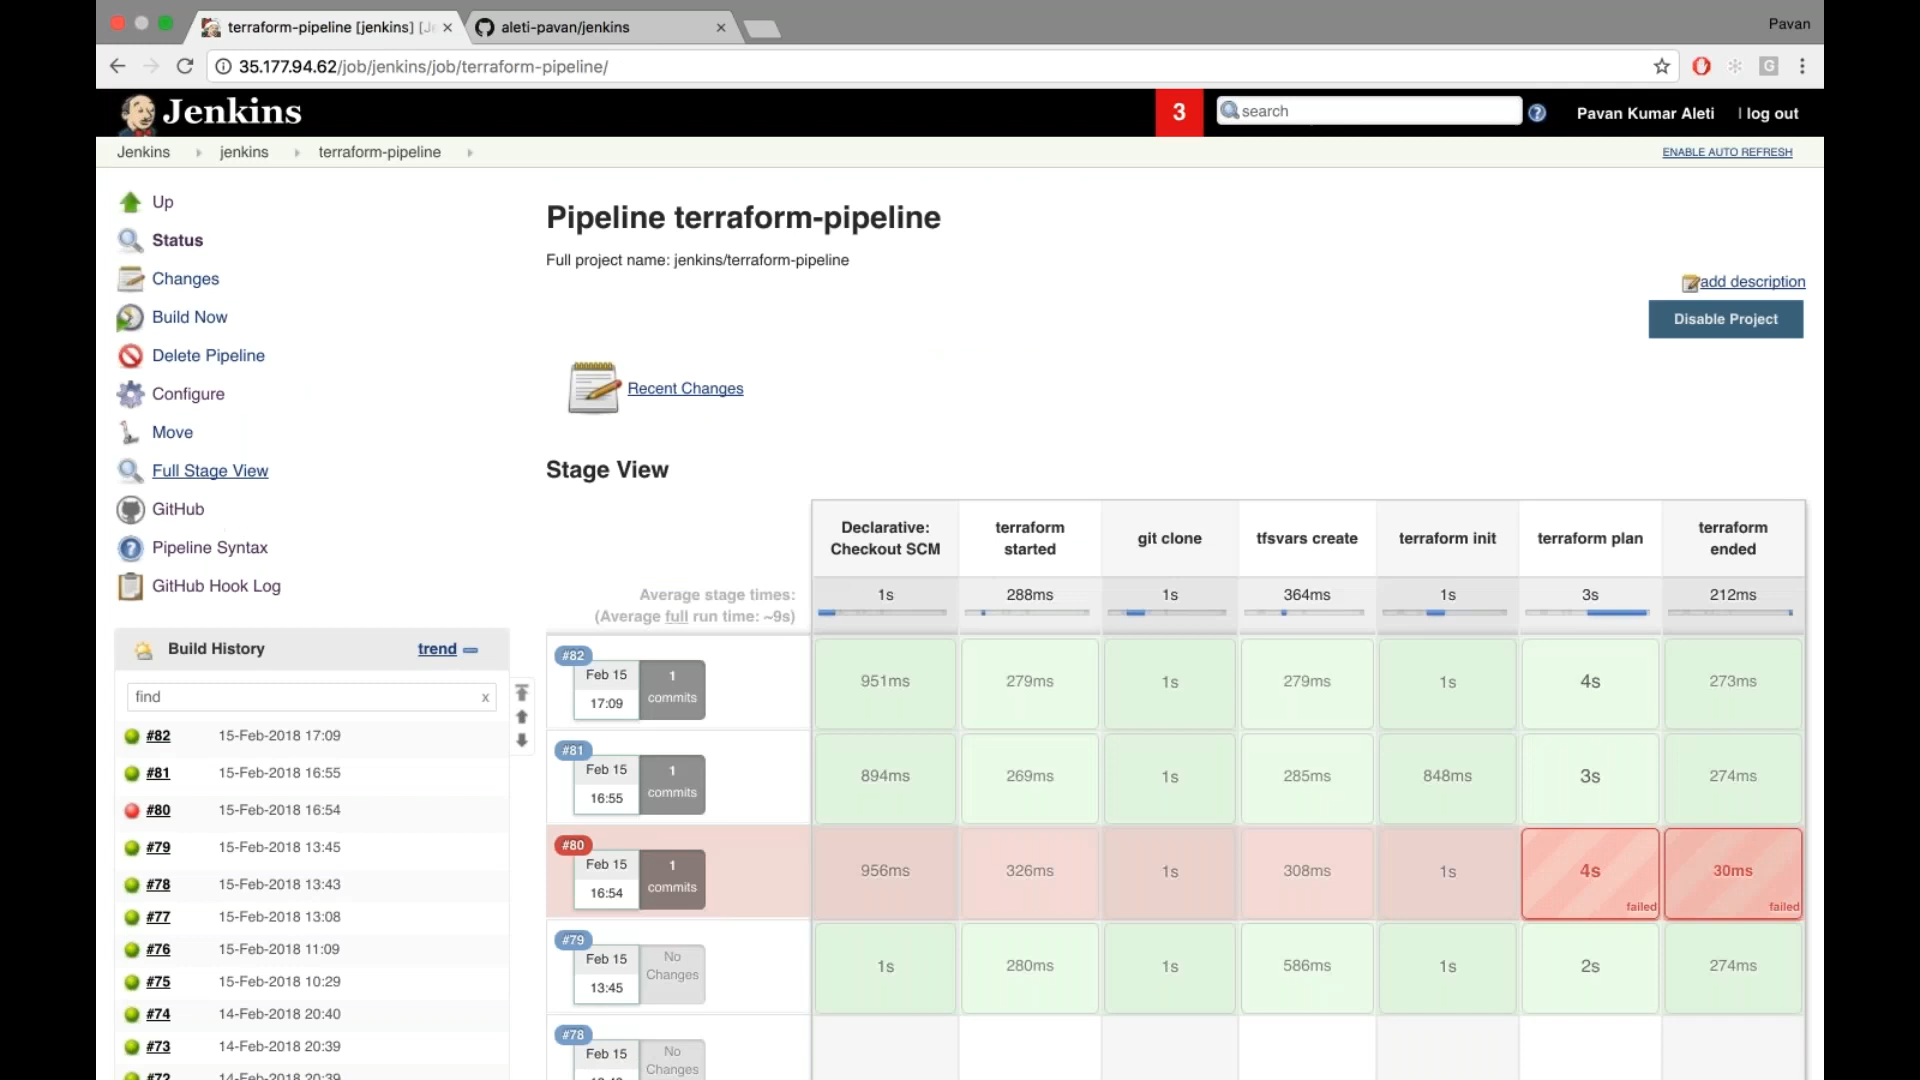 terraform-pipeline [jenkins] [Je
aleti-pavan/jenkins
Pavan
35.177.94.62/job/jenkins/job/terraform-pipeline/
G
Jenkins
3
search
Pavan Kumar Aleti
| log out
Jenkins
jenkins
terraform-pipeline
ENABLE AUTO REFRESH
Up
Status
Changes
Build Now
Delete Pipeline
Configure
Move
Full Stage View
GitHub
Pipeline Syntax
GitHub Hook Log
Build History
trend
find
x
#82 15-Feb-2018 17:09
#81 15-Feb-2018 16:55
#80 15-Feb-2018 16:54
#79 15-Feb-2018 13:45
#78 15-Feb-2018 13:43
#77 15-Feb-2018 13:08
#76 15-Feb-2018 11:09
#75 15-Feb-2018 10:29
#74 14-Feb-2018 20:40
#73 14-Feb-2018 20:39
#72 14-Feb-2018 20:39
Pipeline terraform-pipeline
Full project name: jenkins/terraform-pipeline
add description
Disable Project
Recent Changes
Stage View
Declarative: Checkout SCM
terraform started
git clone
tfsvars create
terraform init
terraform plan
terraform ended
Average stage times:
(Average full run time: ~9s)
1s 288ms 1s 364ms 1s 3s 212ms
#82
Feb 15
17:09
1
commits
951ms 279ms 1s 279ms 1s 4s 273ms
#81
Feb 15
16:55
1
commits
894ms 269ms 1s 285ms 848ms 3s 274ms
#80
Feb 15
16:54
1
commits
956ms 326ms 1s 308ms 1s 4s 30ms
failed failed
#79
Feb 15
13:45
No
Changes
1s 280ms 1s 586ms 1s 2s 274ms
#78
Feb 15
No
Changes